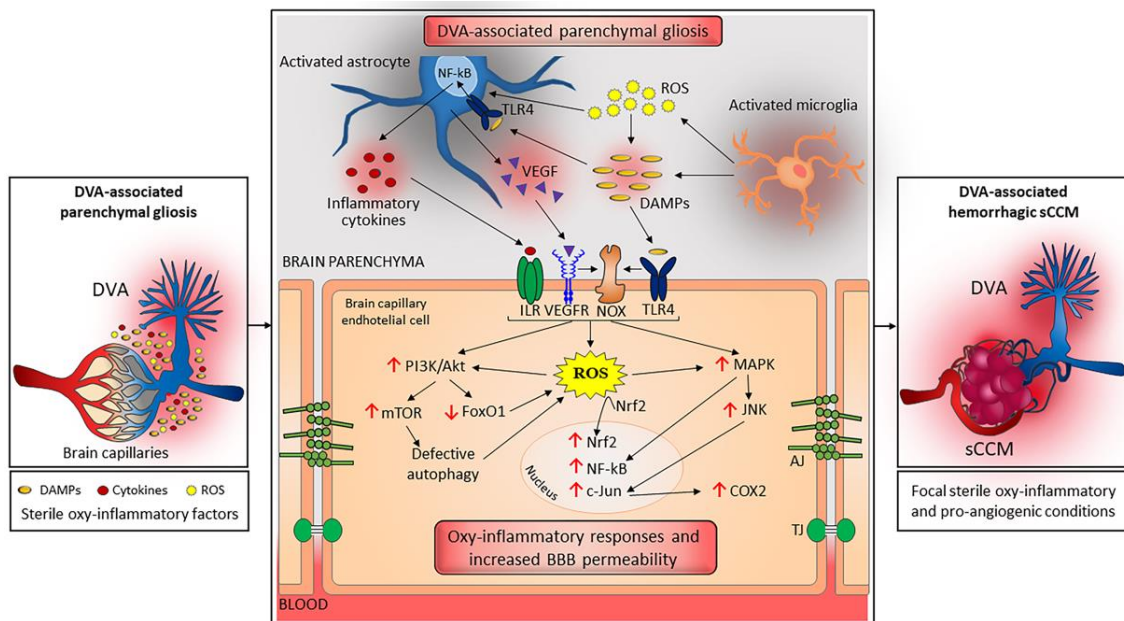 DVA-associated
parenchymal gliosis
DVA
Brain capillaries
DAMPs
Cytokines
ROS
Sterile oxy-inflammatory factors
DVA-associated parenchymal gliosis
Activated astrocyte
NF-kB
TLR4
ROS
Activated microglia
VEGF
DAMPs
Inflammatory
cytokines
BRAIN PARENCHYMA
Brain capillary
endothelial cell
ILR VEGFR NOX TLR4
↑ PI3K/Akt
ROS
↑ MAPK
↑ mTOR
↓ FoxO1
Nrf2
↑ JNK
Defective
autophagy
↑ Nrf2
↑ NF-kB
↑ c-Jun
Nucleus
↑ COX2
AJ
TJ
Oxy-inflammatory responses and
increased BBB permeability
BLOOD
DVA-associated
hemorrhagic sCCM
DVA
sCCM
Focal sterile oxy-inflammatory
and pro-angiogenic conditions